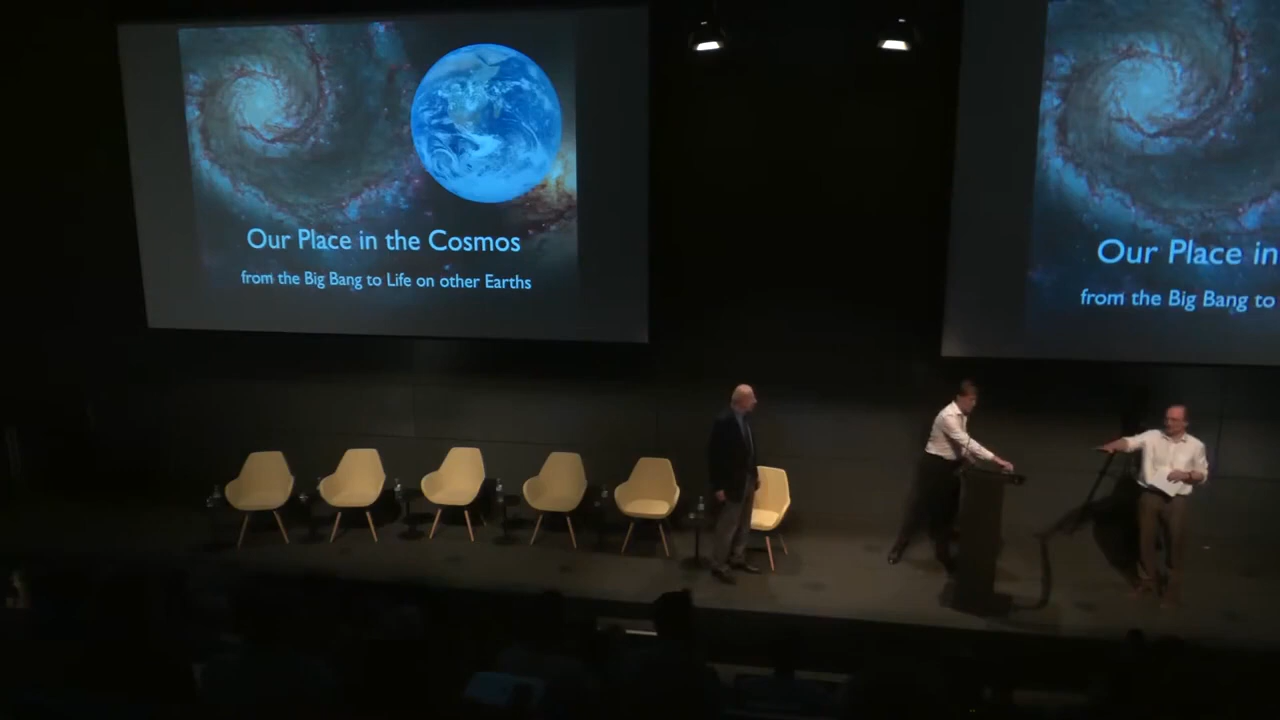 Our Place in the Cosmos
from the Big Bang to Life on other Earths
Our Place in
from the Big Bang to